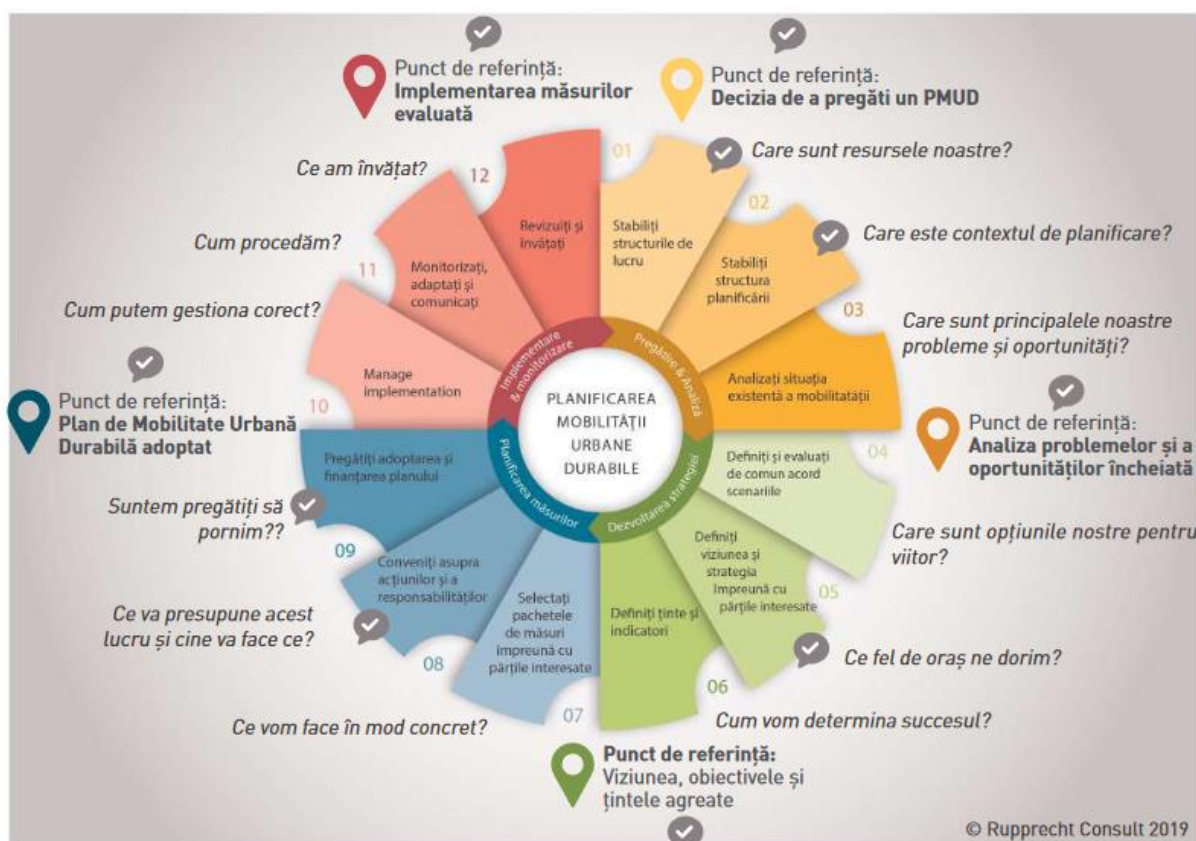 Punct de referință:
Implementarea măsurilor
evaluată
Punct de referință:
Decizia de a pregăti un PMUD
Ce am învățat?
Care sunt resursele noastre?
Cum procedăm?
Care este contextul de planificare?
Cum putem gestiona corect?
Care sunt principalele noastre
probleme și oportunități?
Punct de referință:
Plan de Mobilitate Urbană
Durabilă adoptat
Punct de referință:
Analiza problemelor și a
oportunităților încheiată
Suntem pregătiți să
pornim??
Care sunt opțiunile nostre pentru
viitor?
Ce va presupune acest
lucru și cine va face ce?
Ce fel de oraș ne dorim?
Ce vom face în mod concret?
Cum vom determina succesul?
Punct de referință:
Viziunea, obiectivele și
țintele agreate
01
Stabiliți
structurile de
lucru
02
Stabiliți
structura
planificării
03
Analizați situația
existentă a mobilitatății
04
Definiți și evaluați
de comun acord
scenariile
05
Definiți
viziunea și
strategia
împreună cu
părțile interesate
06
Definiți ținte și
indicatori
07
Selectați
pachetele
de măsuri
împreună cu
părțile interesate
08
Conveniți asupra
acțiunilor și a
responsabilităților
09
Pregătiți adoptarea și
finanțarea planului
10
Manage
implementation
11
Monitorizați,
adaptați și
comunicați
12
Revizuiți și
învățați
Pregătire & Analiză
Dezvoltarea strategiei
Planificarea măsurilor
Implementare
& monitorizare
PLANIFICAREA
MOBILITĂȚII
URBANE
DURABILE
© Rupprecht Consult 2019